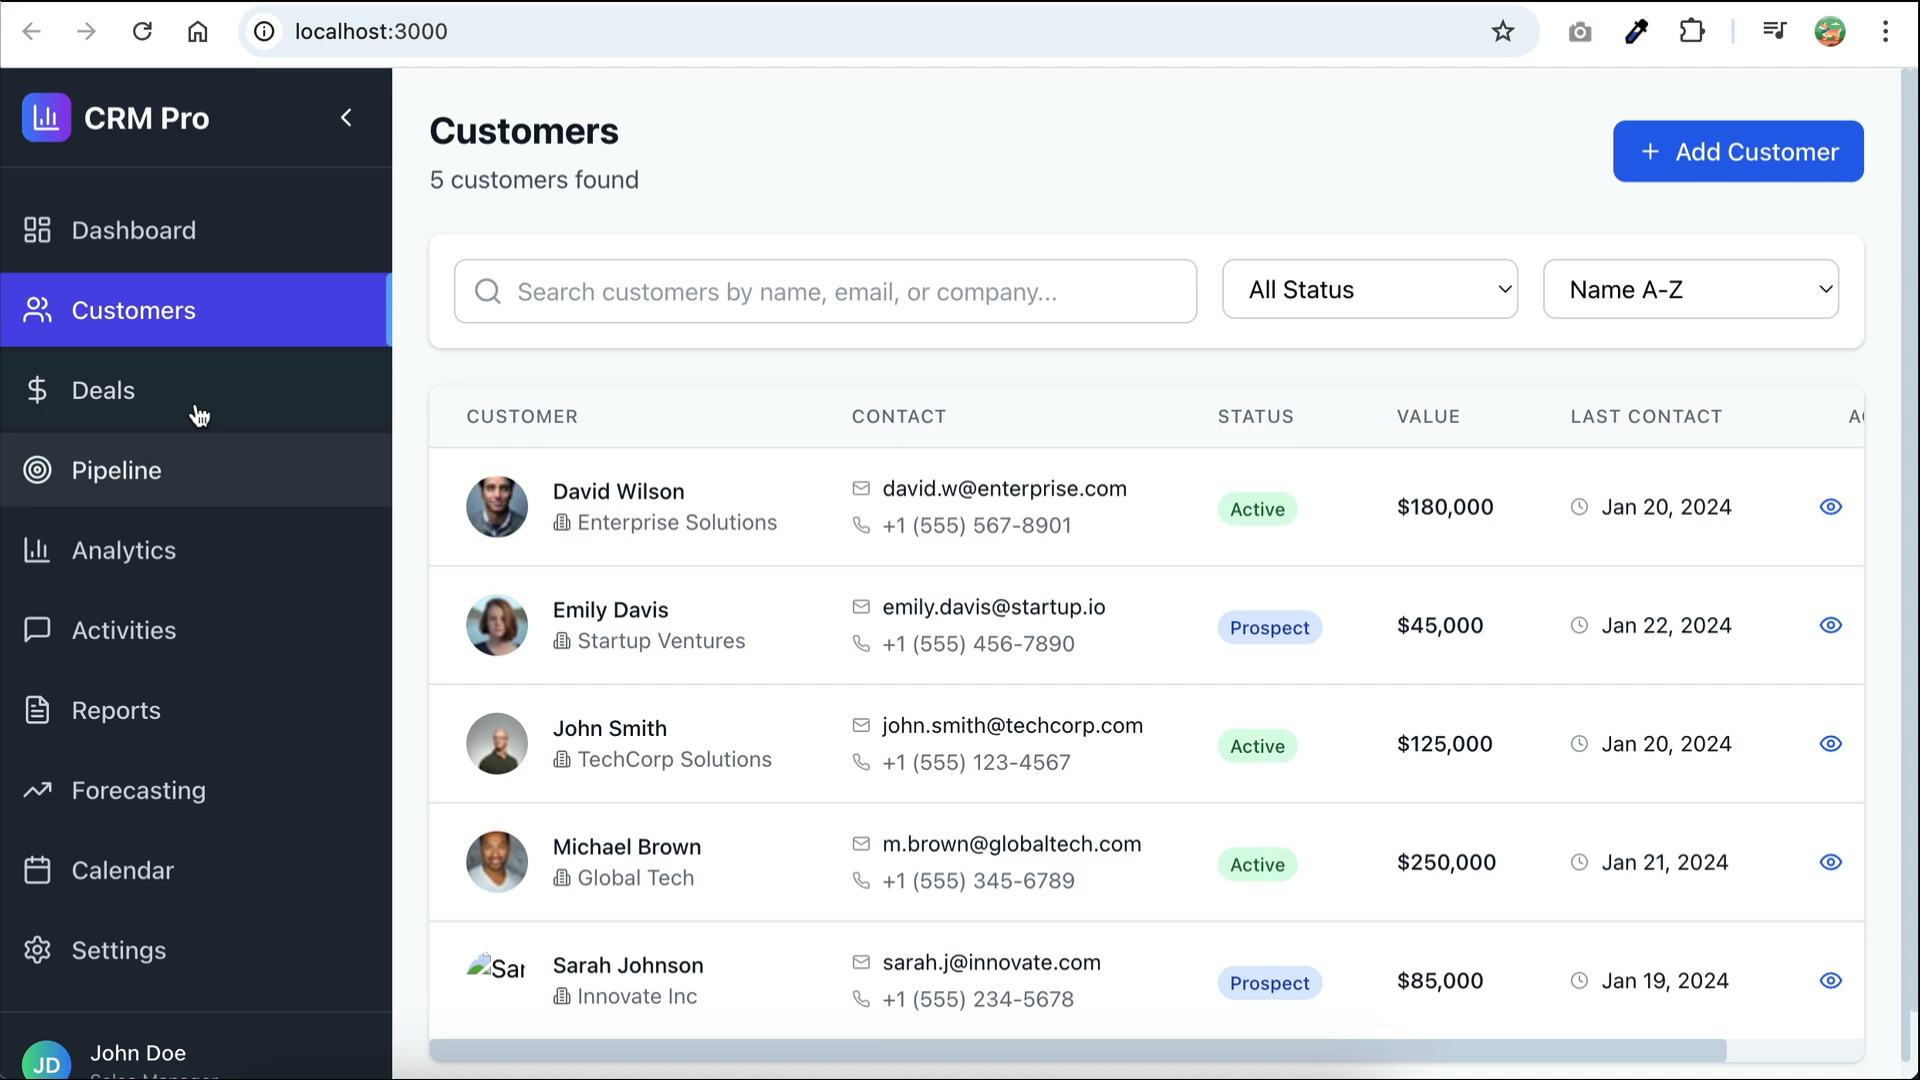 localhost:3000
CRM Pro
Dashboard
Customers
Deals
Pipeline
Analytics
Activities
Reports
Forecasting
Calendar
Settings
JD
John Doe
Customers
5 customers found
+ Add Customer
Search customers by name, email, or company...
All Status
Name A-Z
CUSTOMER CONTACT STATUS VALUE LAST CONTACT
David Wilson
Enterprise Solutions
david.w@enterprise.com
+1 (555) 567-8901
Active
$180,000
Jan 20, 2024
Emily Davis
Startup Ventures
emily.davis@startup.io
+1 (555) 456-7890
Prospect
$45,000
Jan 22, 2024
John Smith
TechCorp Solutions
john.smith@techcorp.com
+1 (555) 123-4567
Active
$125,000
Jan 20, 2024
Michael Brown
Global Tech
m.brown@globaltech.com
+1 (555) 345-6789
Active
$250,000
Jan 21, 2024
Sar
Sarah Johnson
Innovate Inc
sarah.j@innovate.com
+1 (555) 234-5678
Prospect
$85,000
Jan 19, 2024